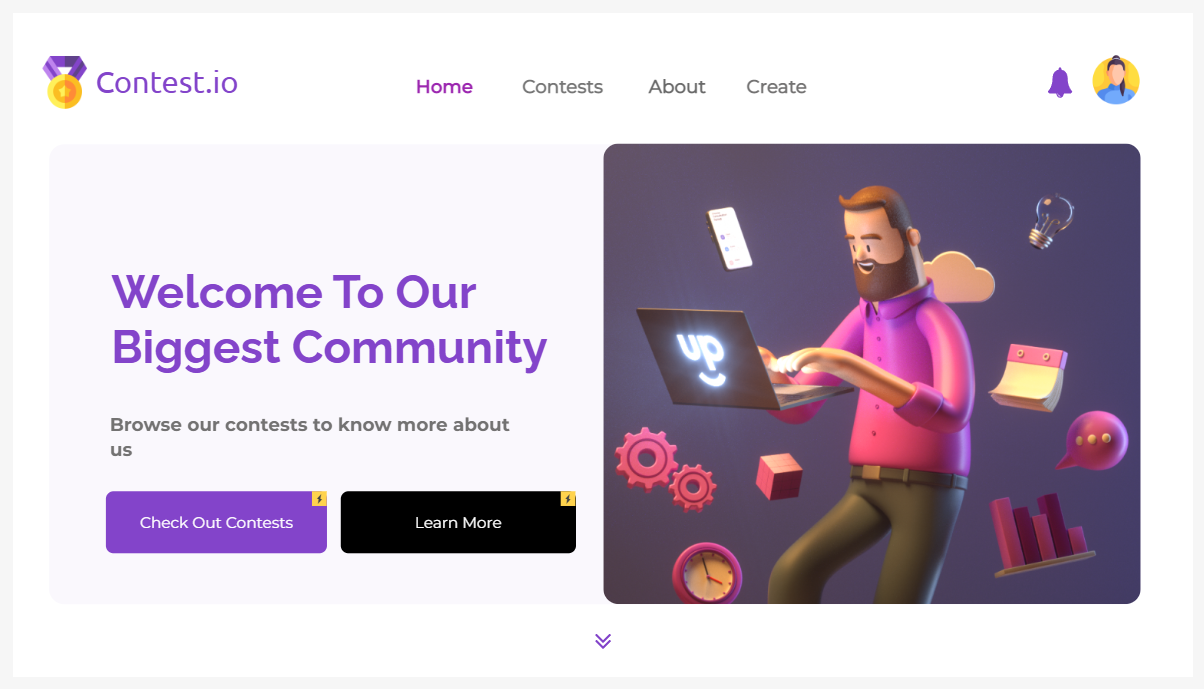 Contest.io
Home
Contests
About
Create
Welcome To Our
Biggest Community
Browse our contests to know more about
us
Check Out Contests
Learn More
up